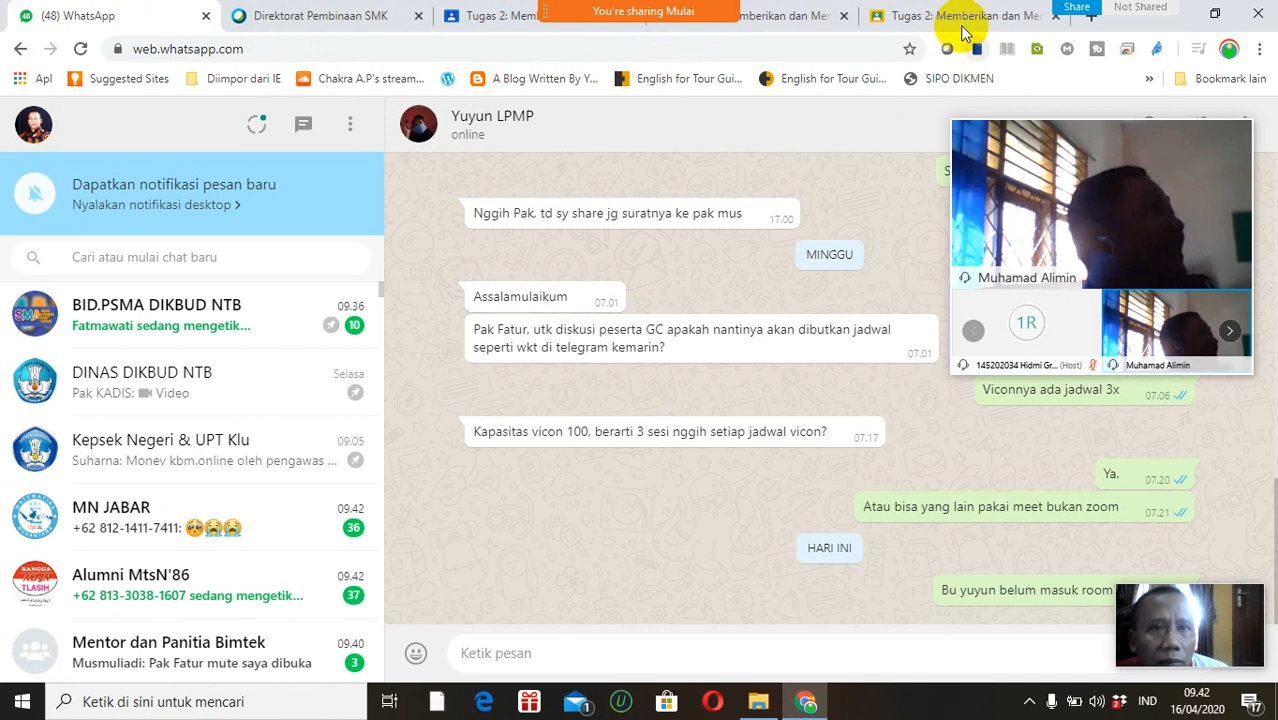 (48) WhatsApp
Direktorat Pembinaan SMK
Tugas 2: Mem
You're sharing Mulai
berikan dan Mer
Tugas 2: Memberikan dan Mer
Share
Not Shared
web.whatsapp.com
Apl
Suggested Sites
Diimpor dari IE
Chakra A.P's stream...
A Blog Written By Y...
English for Tour Gui...
English for Tour Gui...
SIPO DIKMEN
»
Bookmark lain
Yuyun LPMP
online
Dapatkan notifikasi pesan baru
Nyalakan notifikasi desktop >
Cari atau mulai chat baru
BID.PSMA DIKBUD NTB 09.36
Fatmawati sedang mengetik... 10
DINAS DIKBUD NTB Selasa
Pak KADIS: Video
Kepsek Negeri & UPT Klu 09.05
Suharna: Monev kbm.online oleh pengawas ...
MN JABAR 09.42
+62 812-1411-7411: 🥺😭😭 36
Alumni MtsN'86 09.42
+62 813-3038-1607 sedang mengetik... 37
Mentor dan Panitia Bimtek 09.40
Musmuliadi: Pak Fatur mute saya dibuka 3
Nggih Pak, td sy share jg suratnya ke pak mus 17.00
MINGGU
Assalamulaikum 07.01
Pak Fatur, utk diskusi peserta GC apakah nantinya akan dibutkan jadwal
seperti wkt di telegram kemarin? 07.01
Viconnya ada jadwal 3x 07.06
Kapasitas vicon 100, berarti 3 sesi nggih setiap jadwal vicon? 07.17
Ya. 07.20
Atau bisa yang lain pakai meet bukan zoom 07.21
HARI INI
Bu yuyun belum masuk room
Ketik pesan
Muhamad Alimin
1R
145202034 Hidmi Gr... (Host)
Muhamad Alimin
BANGGA
TLASIH
Ketik di sini untuk mencari
1
IND
09.42
16/04/2020
17